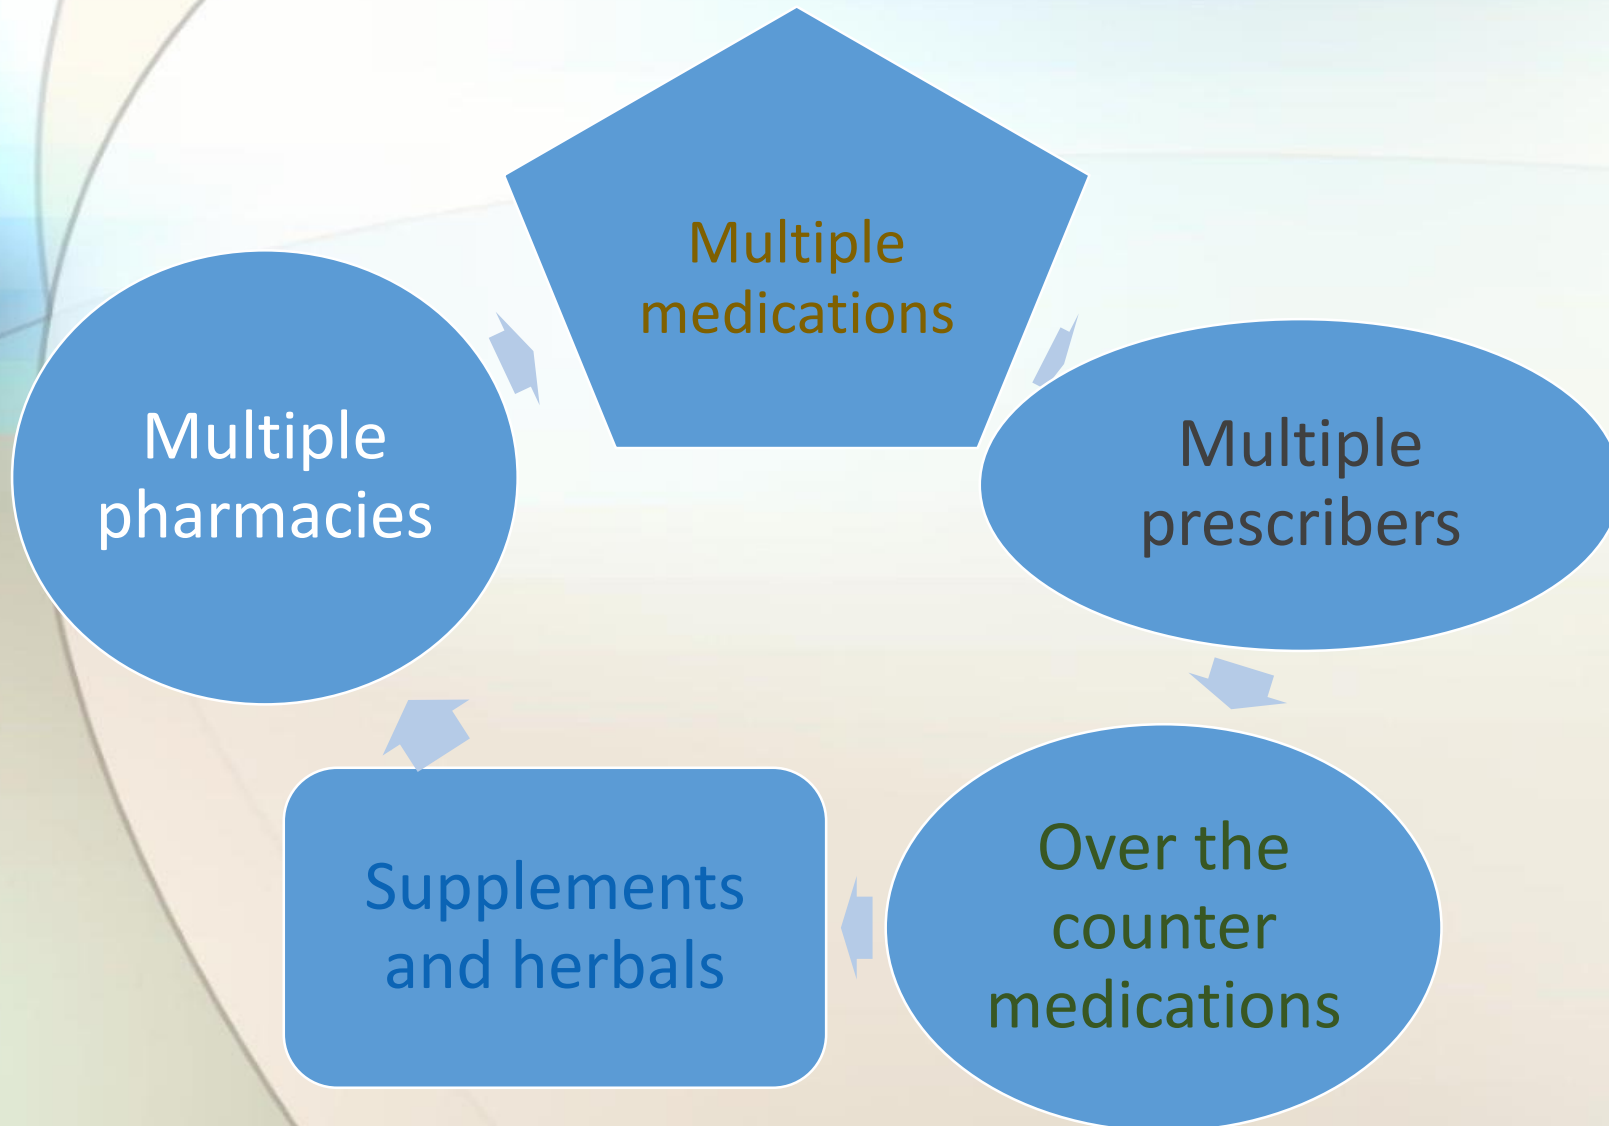 Multiple
medications
Multiple
prescribers
Over the
counter
medications
Supplements
and herbals
Multiple
pharmacies